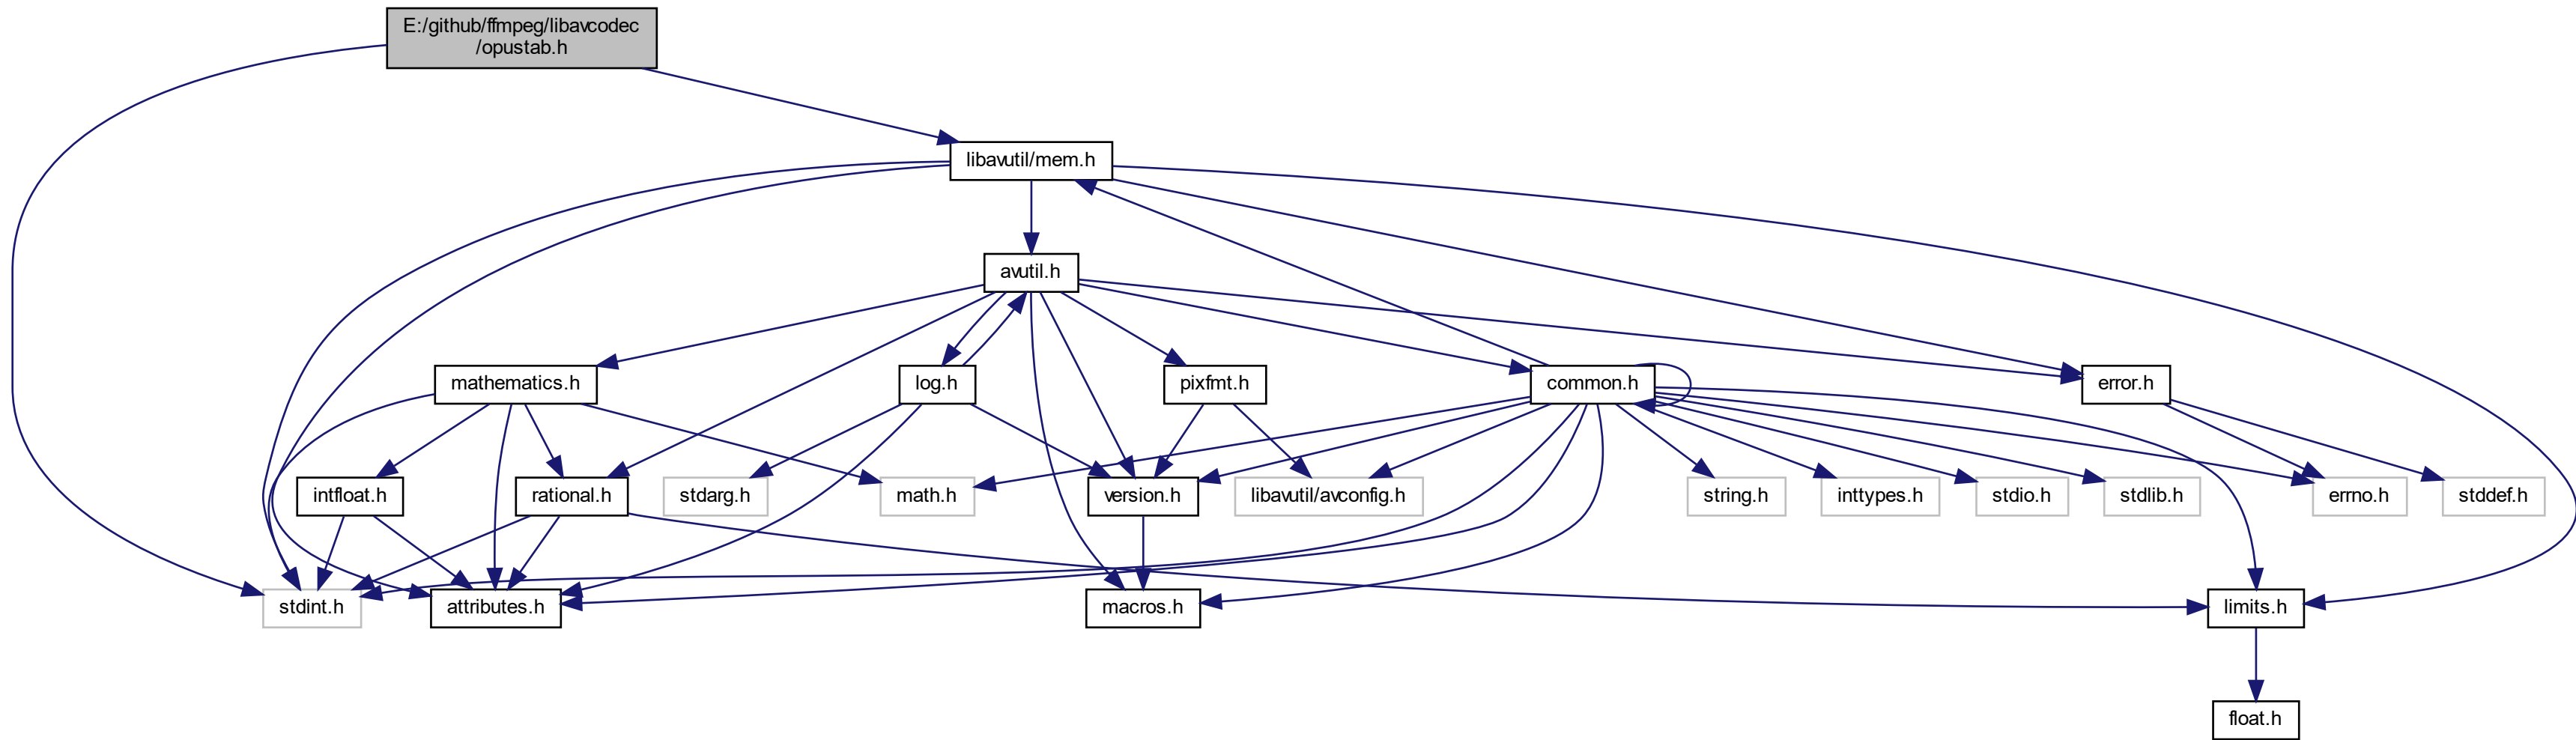 E:/github/ffmpeg/libavcodec
/opustab.h
libavutil/mem.h
avutil.h
mathematics.h
log.h
pixfmt.h
common.h
error.h
intfloat.h
rational.h
stdarg.h
math.h
version.h
libavutil/avconfig.h
string.h
inttypes.h
stdio.h
stdlib.h
errno.h
stddef.h
stdint.h
attributes.h
macros.h
limits.h
float.h